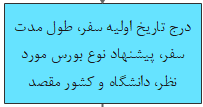 درج تاریخ اولیه سفر، طول مدت
سفر، پیشنهاد نوع بورس مورد
نظر، دانشگاه و کشور مقصد